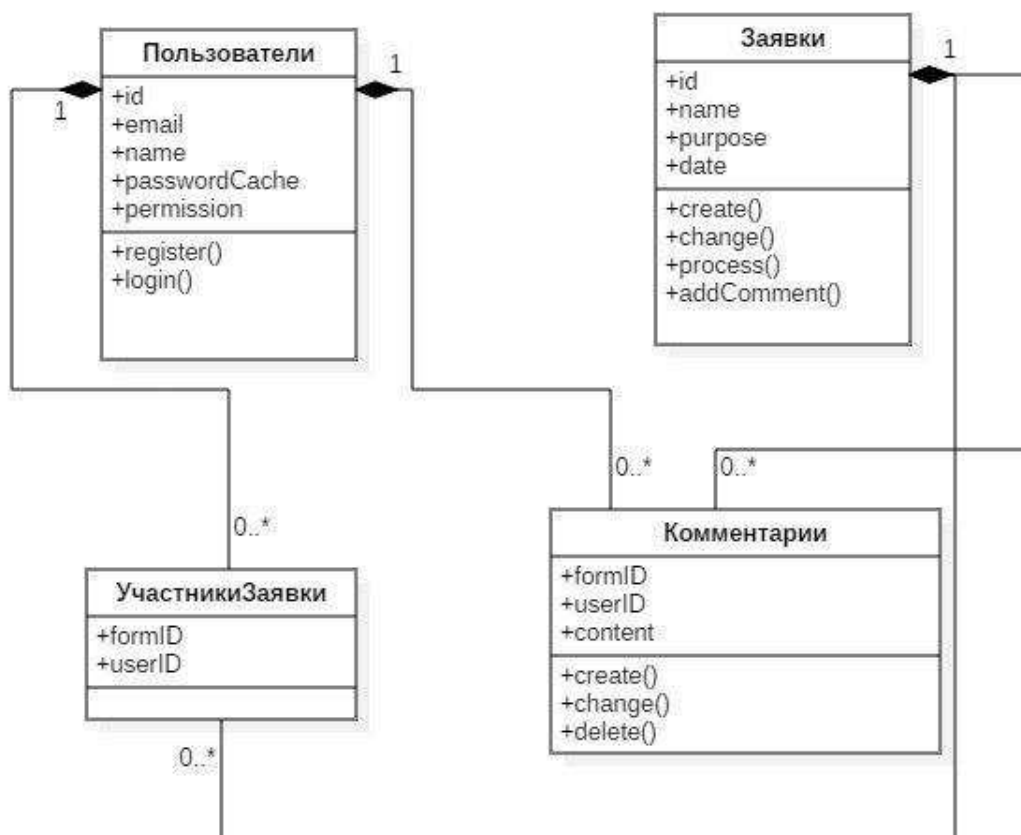 Пользователи
1
1
+id
+email
+name
+passwordCache
+permission
+register()
+login()
Заявки
1
+id
+name
+purpose
+date
+create()
+change()
+process()
+addComment()
0..*
0..*
0..*
УчастникиЗаявки
+formID
+userID
0..*
Комментарии
+formID
+userID
+content
+create()
+change()
+delete()